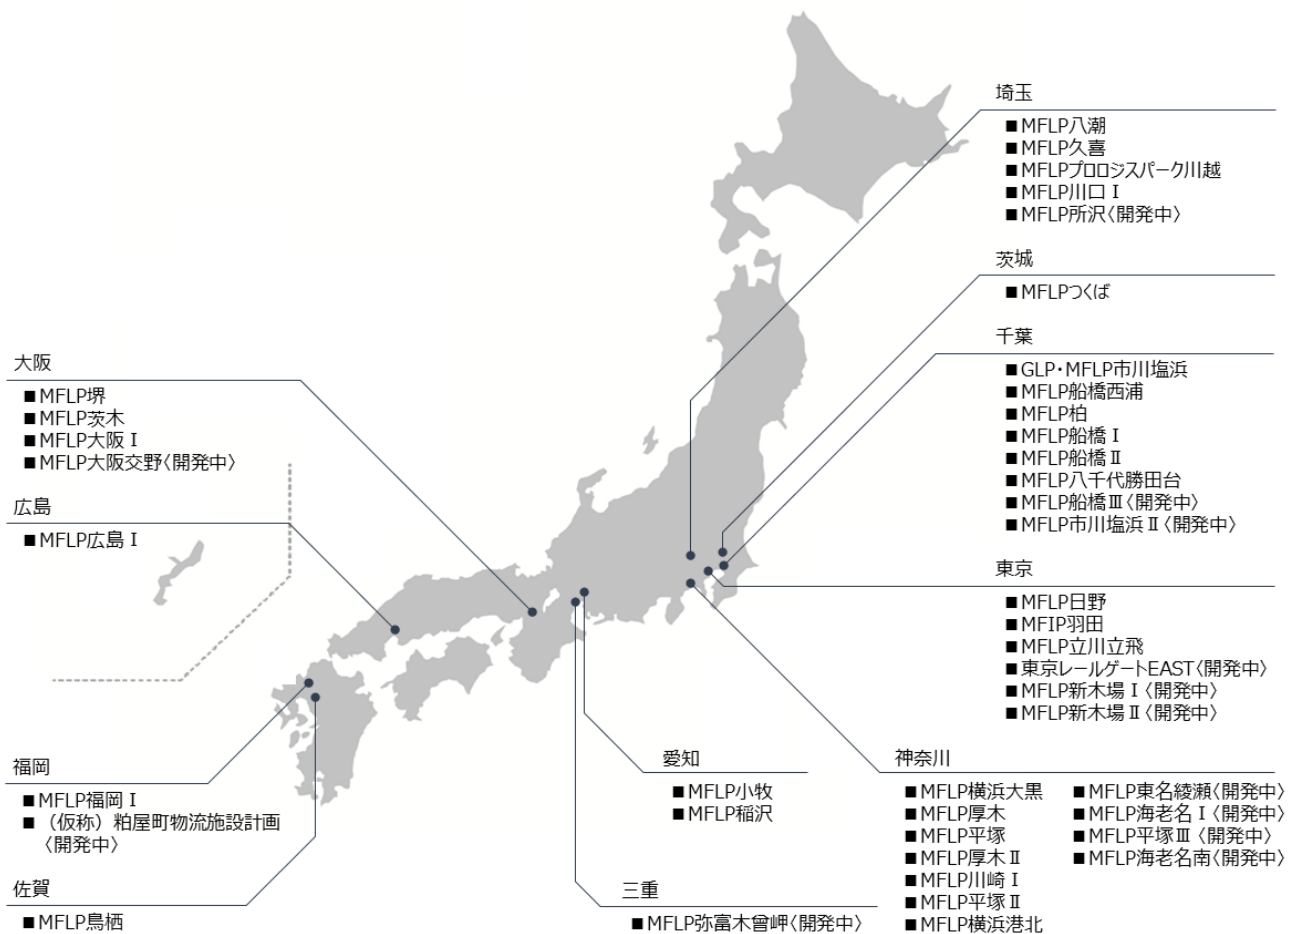 埼玉
■ MFLP八潮
■ MFLP久喜
■ MFLPプロロジスパーク川越
■ MFLP川口Ⅰ
■ MFLP所沢〈開発中〉
茨城
■ MFLPつくば
千葉
■ GLP・MFLP市川塩浜
■ MFLP船橋西浦
■ MFLP柏
■ MFLP船橋Ⅰ
■ MFLP船橋Ⅱ
■ MFLP八千代勝田台
■ MFLP船橋Ⅲ〈開発中〉
■ MFLP市川塩浜Ⅱ〈開発中〉
東京
■ MFLP日野
■ MFIP羽田
■ MFLP立川立飛
■ 東京レールゲートEAST〈開発中〉
■ MFLP新木場Ⅰ〈開発中〉
■ MFLP新木場Ⅱ〈開発中〉
神奈川
■ MFLP横浜大黒
■ MFLP厚木
■ MFLP平塚
■ MFLP厚木Ⅱ
■ MFLP川崎Ⅰ
■ MFLP平塚Ⅱ
■ MFLP横浜港北
■ MFLP東名綾瀬〈開発中〉
■ MFLP海老名Ⅰ〈開発中〉
■ MFLP平塚Ⅲ〈開発中〉
■ MFLP海老名南〈開発中〉
大阪
■ MFLP堺
■ MFLP茨木
■ MFLP大阪Ⅰ
■ MFLP大阪交野〈開発中〉
広島
■ MFLP広島Ⅰ
福岡
■ MFLP福岡Ⅰ
■ （仮称）粕屋町物流施設計画
〈開発中〉
佐賀
■ MFLP鳥栖
愛知
■ MFLP小牧
■ MFLP稲沢
三重
■ MFLP弥富木曽岬〈開発中〉